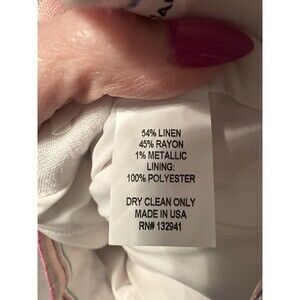 54% LINEN
45% RAYON
1% METALLIC
LINING:
100% POLYESTER
DRY CLEAN ONLY
MADE IN USA
RN# 132941